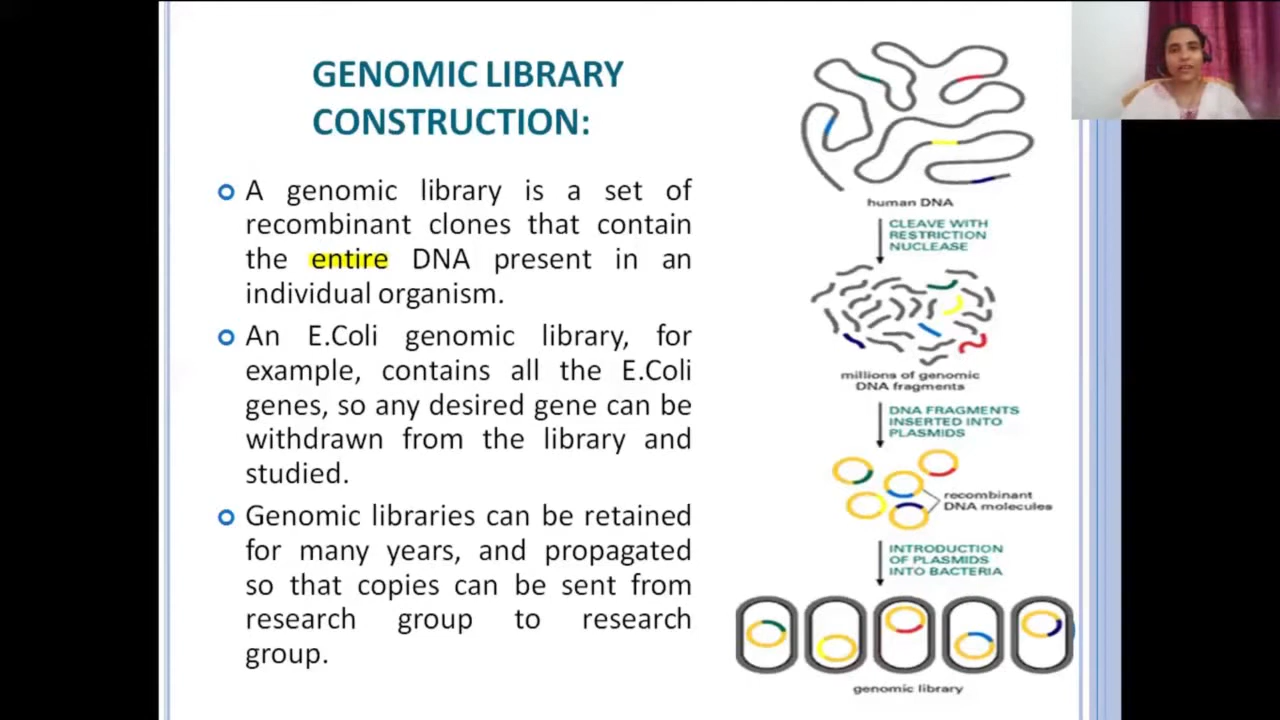 GENOMIC LIBRARY
CONSTRUCTION:
A genomic library is a set of
recombinant clones that contain
the entire DNA present in an
individual organism.
An E.Coli genomic library, for
example, contains all the E.Coli
genes, so any desired gene can be
withdrawn from the library and
studied.
Genomic libraries can be retained
for many years, and propagated
so that copies can be sent from
research group to research
group.
human DNA
CLEAVE WITH
RESTRICTION
NUCLEASE
millions of genomic
DNA fragments
DNA FRAGMENTS
INSERTED INTO
PLASMIDS
recombinant
DNA molecules
INTRODUCTION
OF PLASMIDS
INTO BACTERIA
genomic library